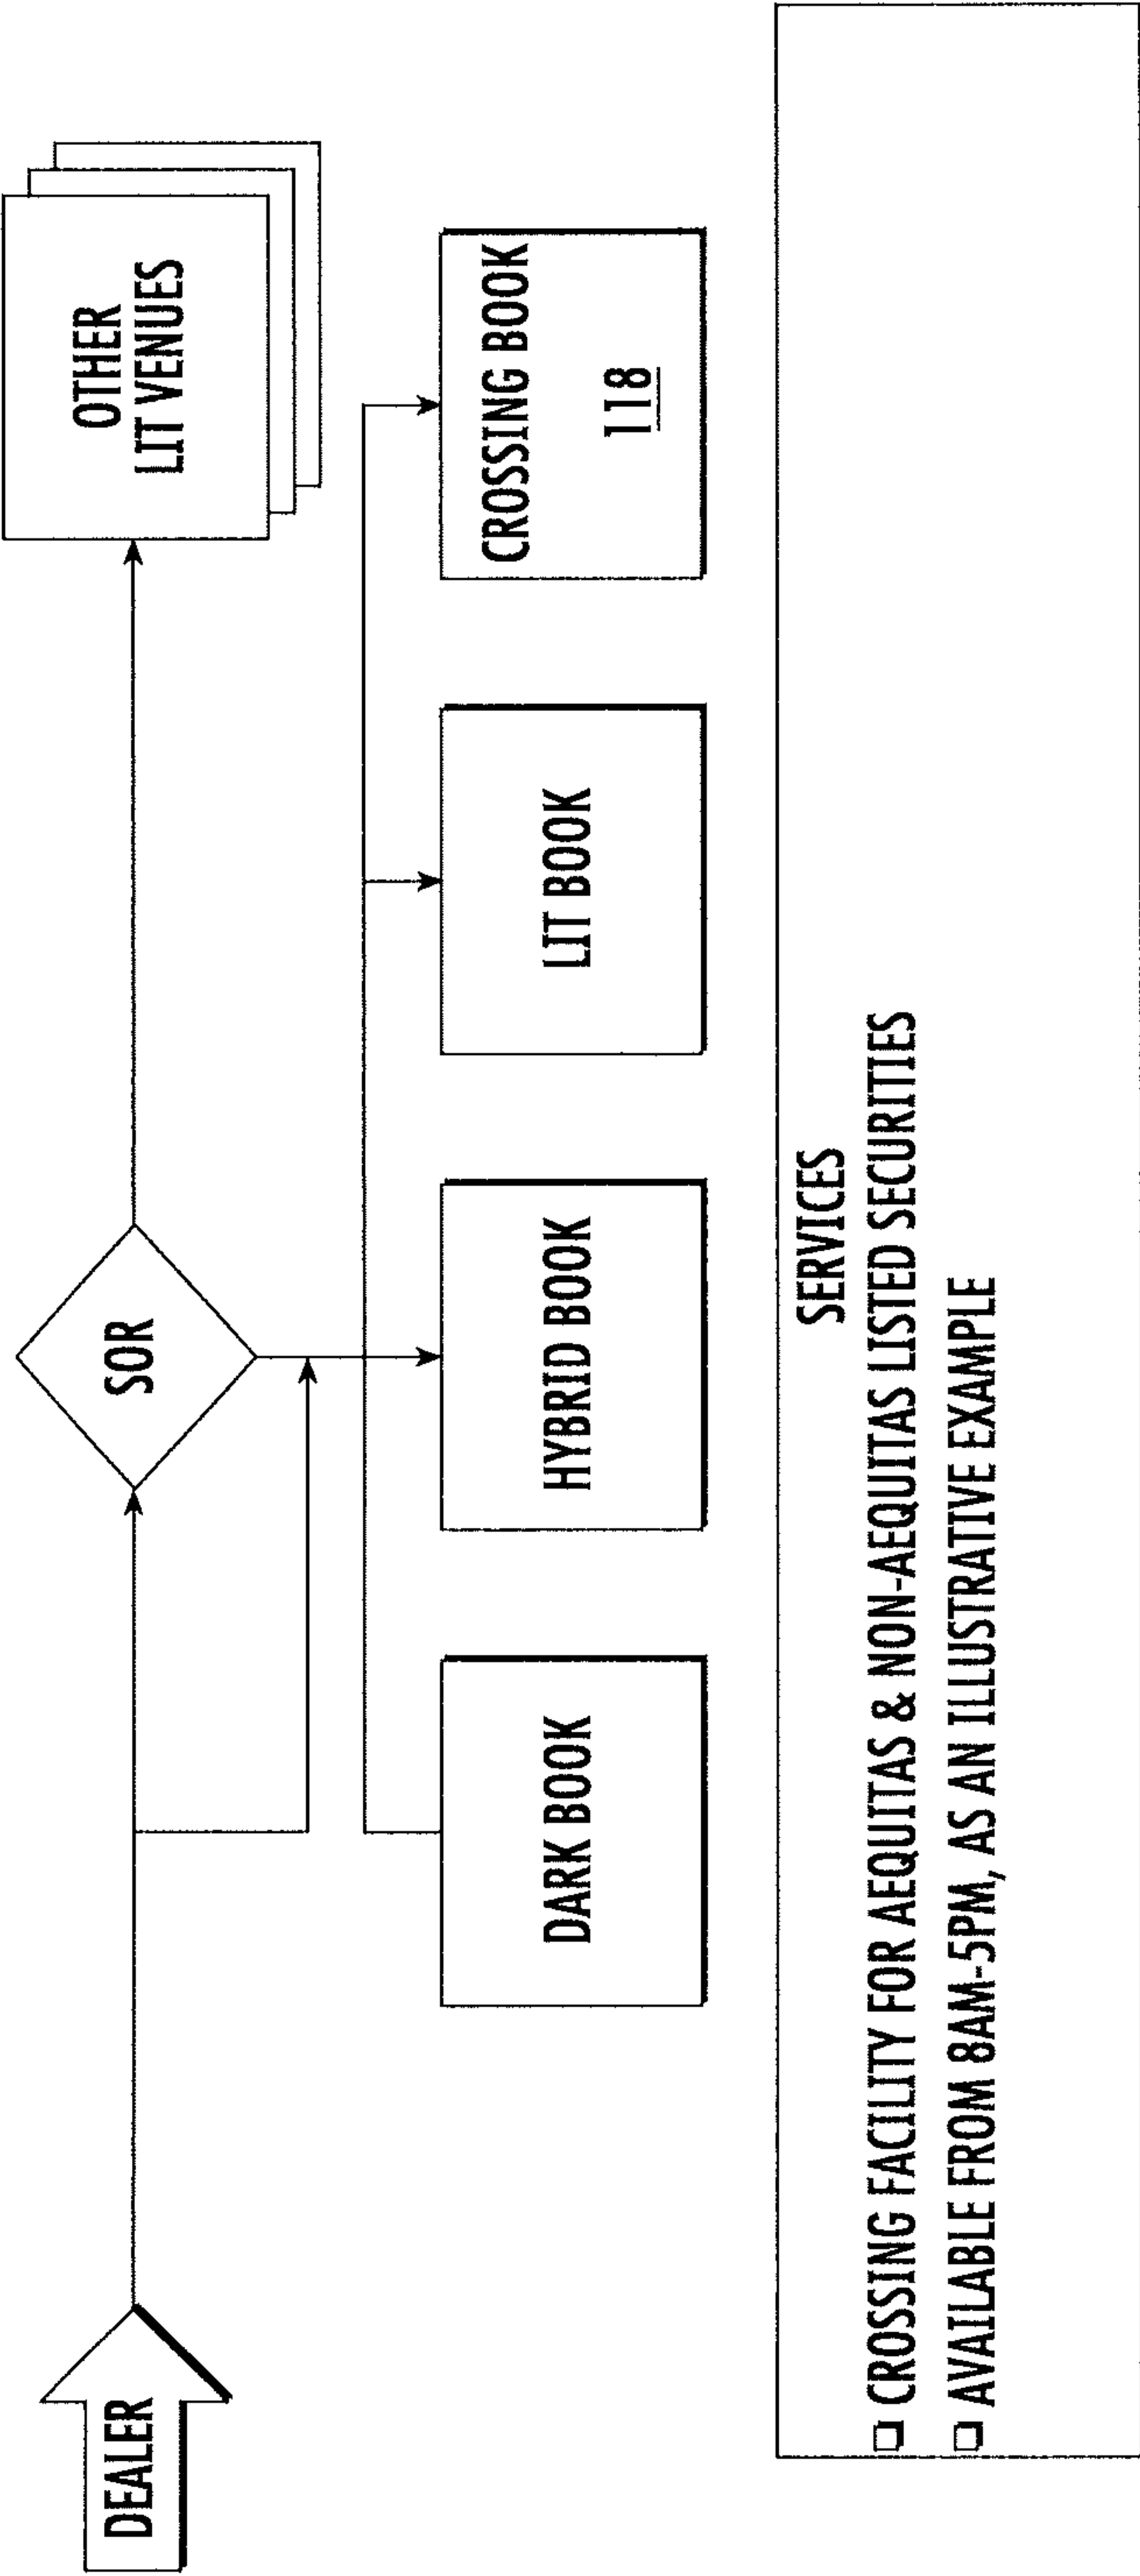 DEALER
SOR
OTHER
LIT VENUES
DARK BOOK
HYBRID BOOK
LIT BOOK
CROSSING BOOK
118
SERVICES
❑ CROSSING FACILITY FOR AEQUITAS & NON-AEQUITAS LISTED SECURITIES
❑ AVAILABLE FROM 8AM-5PM, AS AN ILLUSTRATIVE EXAMPLE